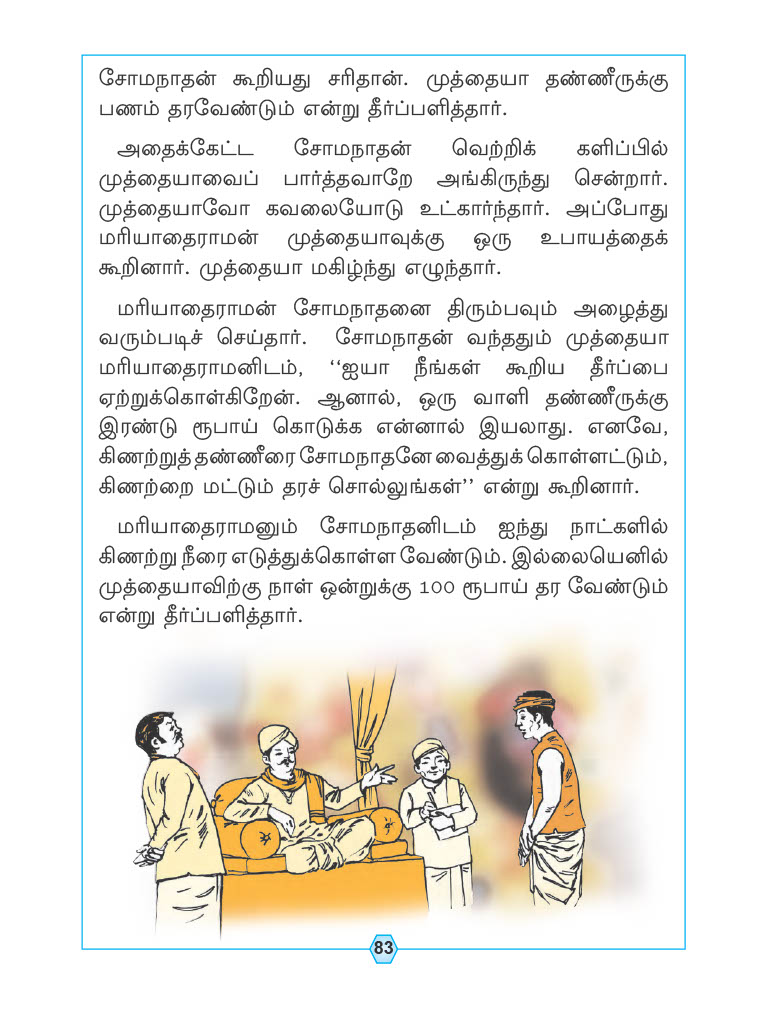 சோமநாதன் கூறியது சரிதான். முத்தையா தண்ணீருக்கு
பணம் தரவேண்டும் என்று தீர்ப்பளித்தார்.
அதைக்கேட்ட சோமநாதன் வெற்றிக் களிப்பில்
முத்தையாவைப் பார்த்தவாறே அங்கிருந்து சென்றார்.
முத்தையாவோ கவலையோடு உட்கார்ந்தார். அப்போது
மரியாதைராமன் முத்தையாவுக்கு ஒரு உபாயத்தைக்
கூறினார். முத்தையா மகிழ்ந்து எழுந்தார்.
மரியாதைராமன் சோமநாதனை திரும்பவும் அழைத்து
வரும்படிச் செய்தார். சோமநாதன் வந்ததும் முத்தையா
மரியாதைராமனிடம், ‘‘ஐயா நீங்கள் கூறிய தீர்ப்பை
ஏற்றுக்கொள்கிறேன். ஆனால், ஒரு வாளி தண்ணீருக்கு
இரண்டு ரூபாய் கொடுக்க என்னால் இயலாது. எனவே,
கிணற்றுத் தண்ணீரை சோமநாதனே வைத்துக் கொள்ளட்டும்,
கிணற்றை மட்டும் தரச் சொல்லுங்கள்’’ என்று கூறினார்.
மரியாதைராமனும் சோமநாதனிடம் ஐந்து நாட்களில்
கிணற்று நீரை எடுத்துக்கொள்ள வேண்டும். இல்லையெனில்
முத்தையாவிற்கு நாள் ஒன்றுக்கு 100 ரூபாய் தர வேண்டும்
என்று தீர்ப்பளித்தார்.
83